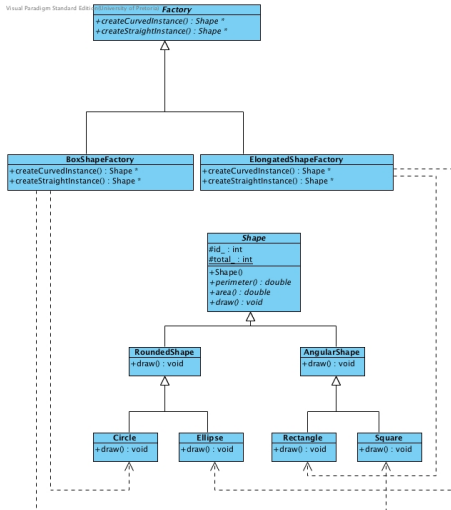 Visual Paradigm Standard Edition(University of Pretoria)
Factory
+createCurvedInstance() : Shape *
+createStraightInstance() : Shape *
BoxShapeFactory
+createCurvedInstance() : Shape *
+createStraightInstance() : Shape *
ElongatedShapeFactory
+createCurvedInstance() : Shape *
+createStraightInstance() : Shape *
Shape
#id_ : int
#total_ : int
+Shape()
+perimeter() : double
+area() : double
+draw() : void
RoundedShape
+draw() : void
AngularShape
+draw() : void
Circle
+draw() : void
Ellipse
+draw() : void
Rectangle
+draw() : void
Square
+draw() : void